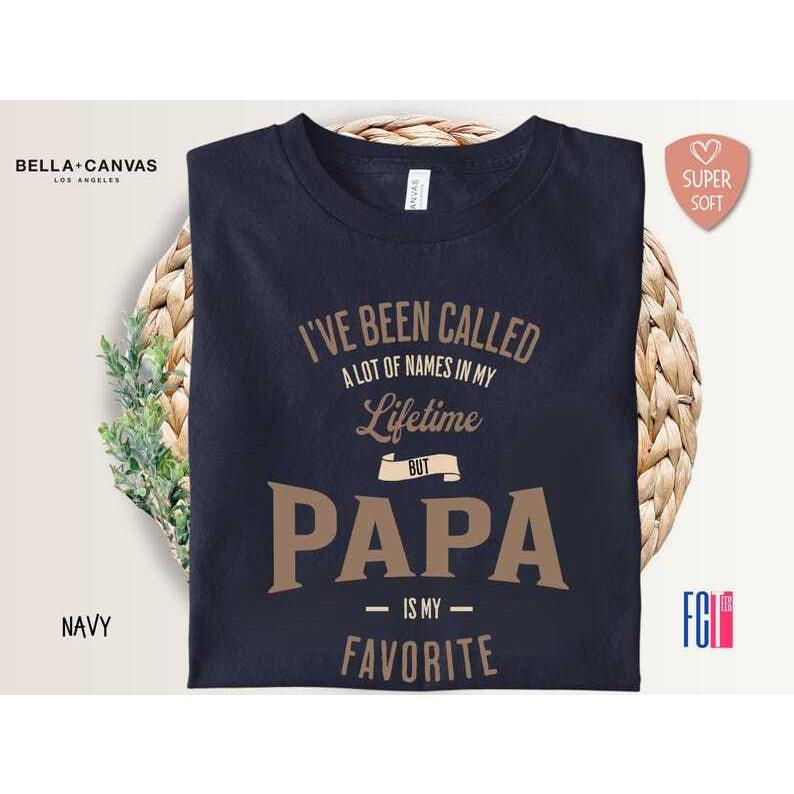 BELLA+CANVAS
LOS ANGELES
SUPER
SOFT
I'VE BEEN CALLED
A LOT OF NAMES IN MY
Lifetime
BUT
PAPA
IS MY
FAVORITE
NAVY
FCTEES